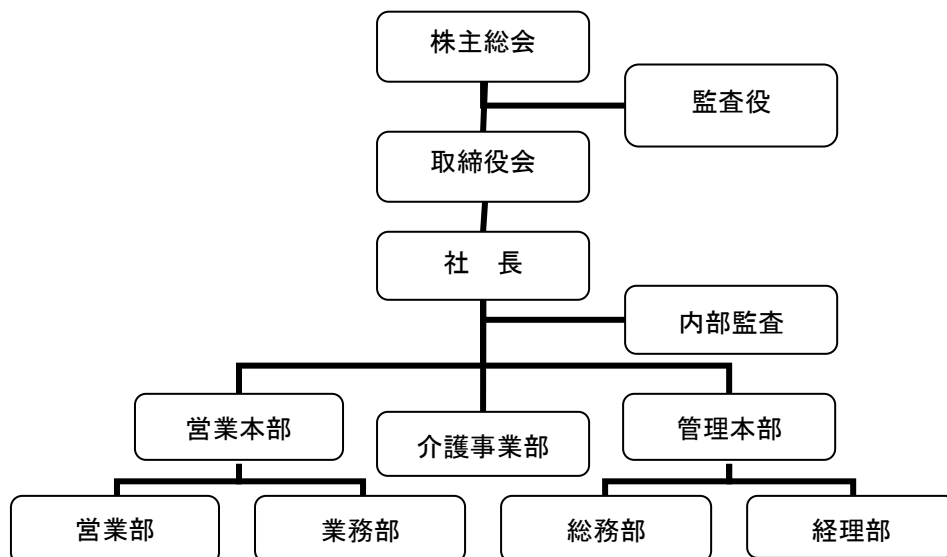 株主総会
監査役
取締役会
社　長
内部監査
営業本部
介護事業部
管理本部
営業部
業務部
総務部
経理部